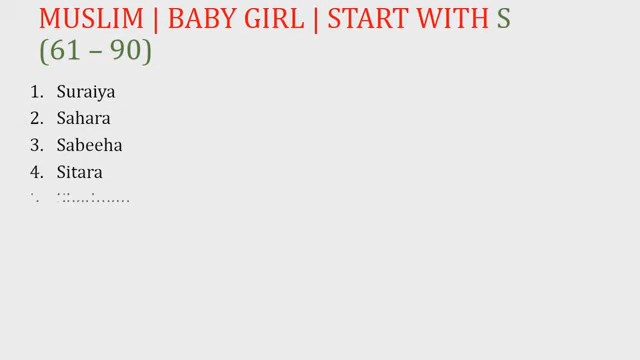 MUSLIM | BABY GIRL | START WITH S
(61 – 90)
1. Suraiya
2. Sahara
3. Sabeeha
4. Sitara